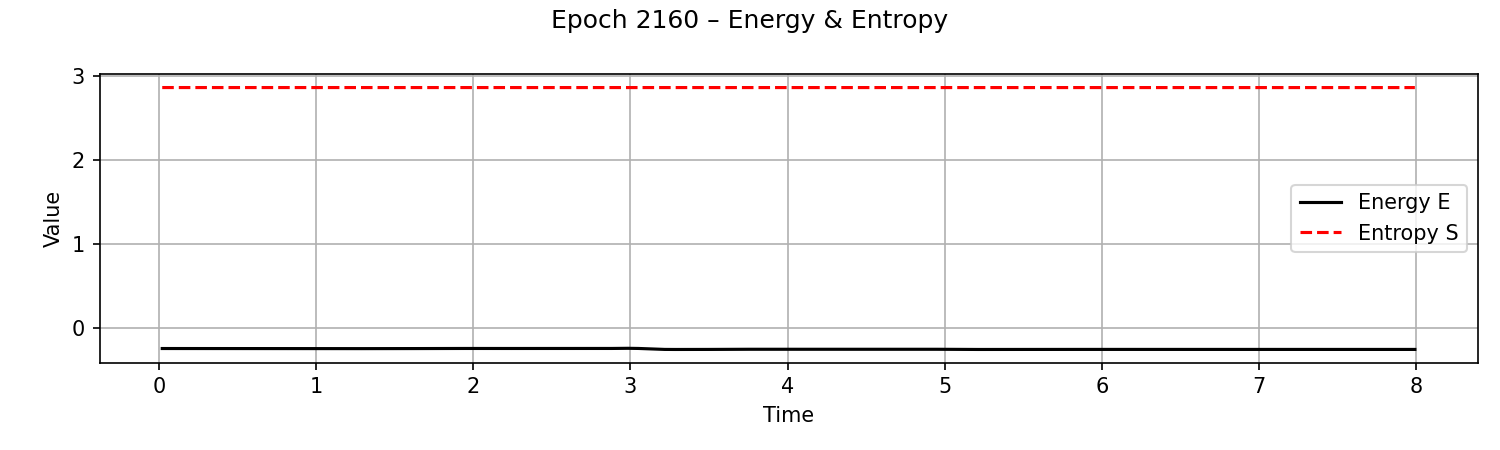 Epoch 2160 – Energy & Entropy
3
2
1
0
Value
Energy E
Entropy S
0 1 2 3 4 5 6 7 8
Time